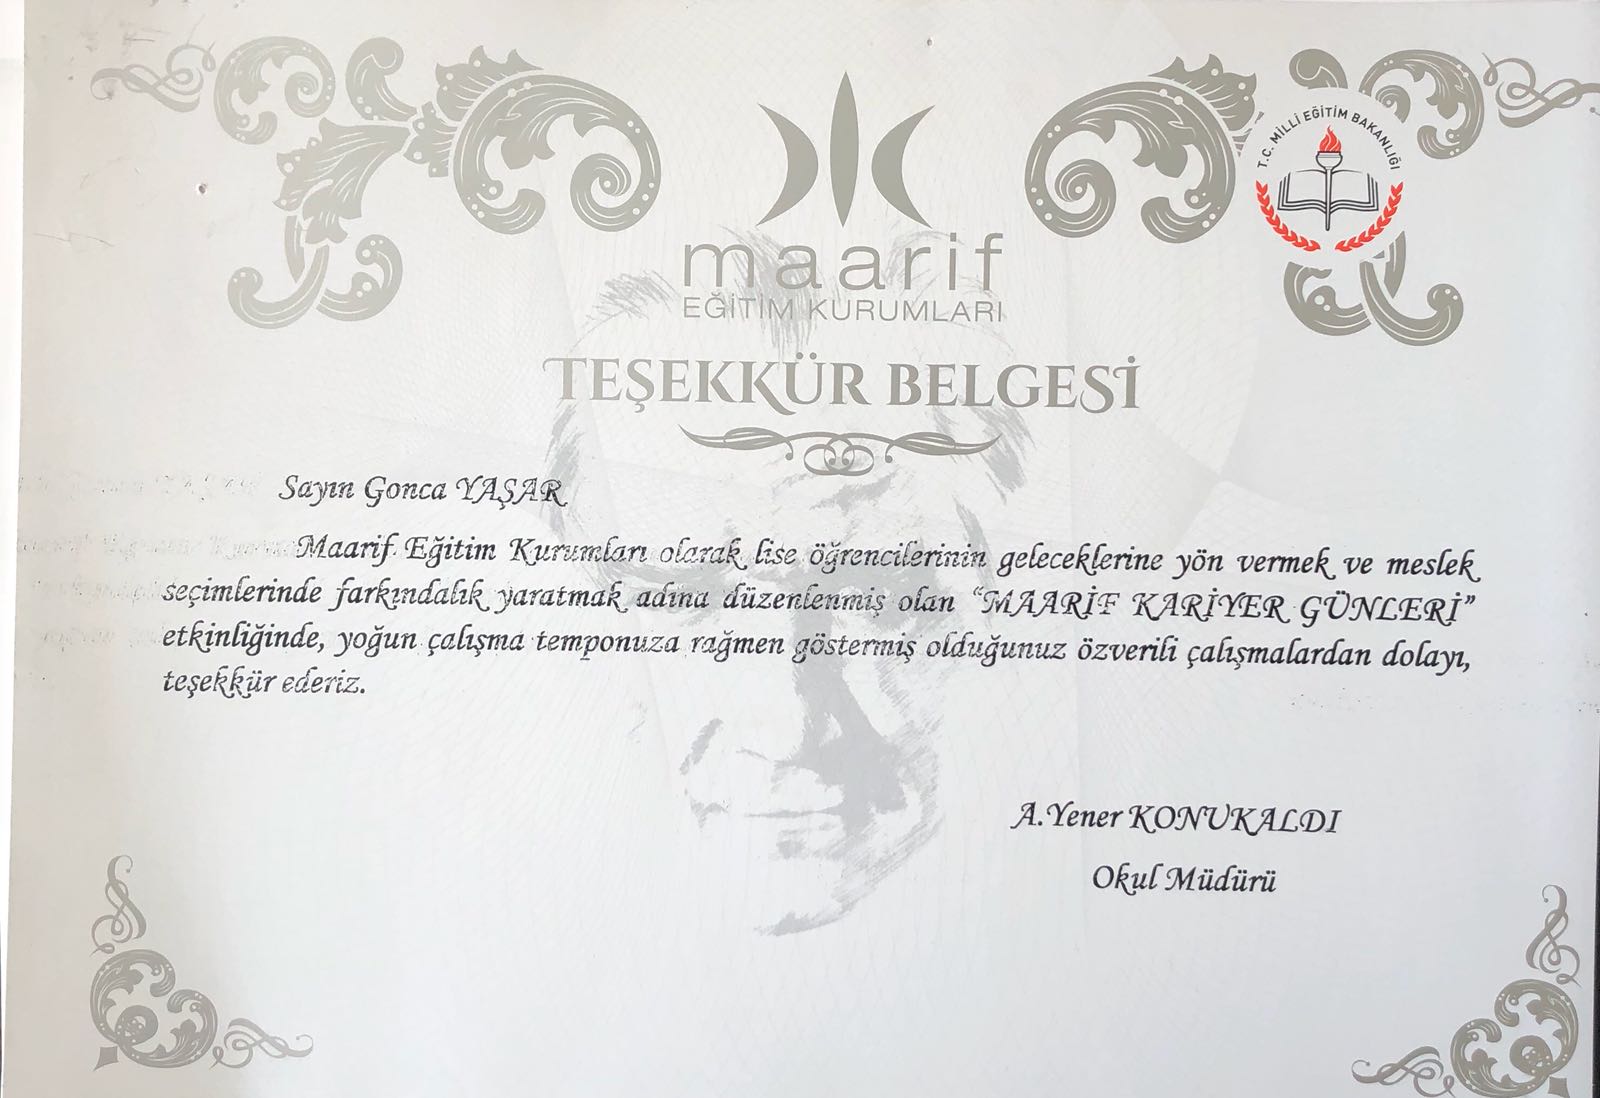 T.C. MİLLİ EĞİTİM BAKANLIĞI
maarif
EĞİTİM KURUMLARI
TEŞEKKÜR BELGESİ
Sayın Gonca YAŞAR
Maarif Eğitim Kurumları olarak lise öğrencilerinin geleceklerine yön vermek ve meslek
seçimlerinde farkındalık yaratmak adına düzenlenmiş olan “MAARİF KARİYER GÜNLERİ”
etkinliğinde, yoğun çalışma temponuza rağmen göstermiş olduğunuz özverili çalışmalardan dolayı,
teşekkür ederiz.
A.Yener KONUKALDI
Okul Müdürü